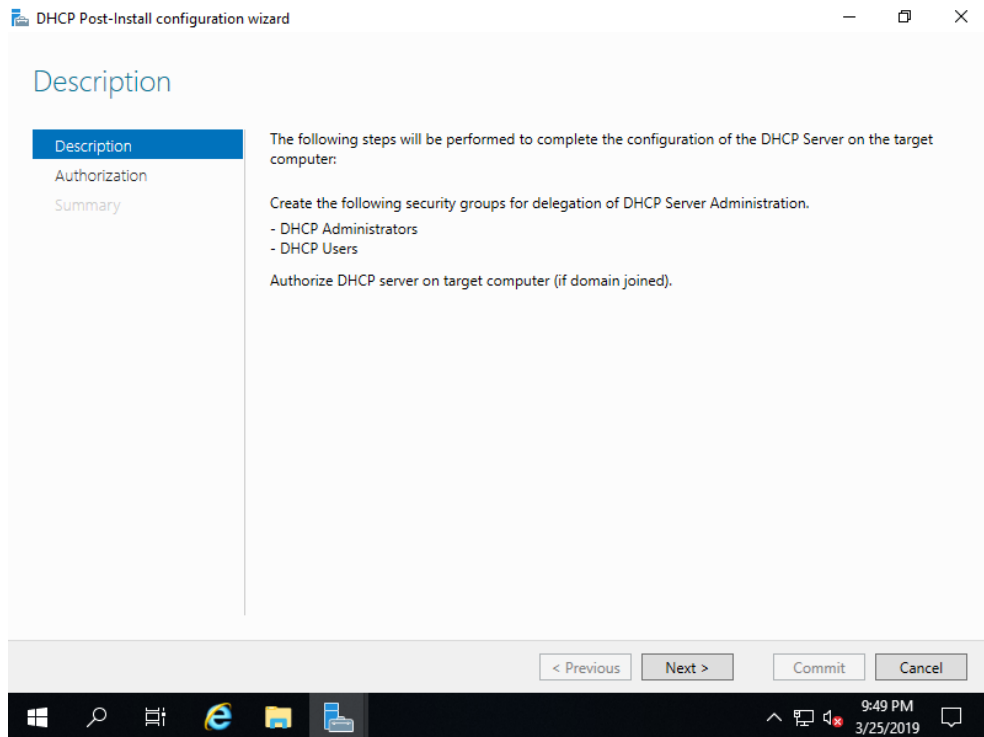 DHCP Post-Install configuration wizard
Description
Description
Authorization
Summary
The following steps will be performed to complete the configuration of the DHCP Server on the target
computer:
Create the following security groups for delegation of DHCP Server Administration.
- DHCP Administrators
- DHCP Users
Authorize DHCP server on target computer (if domain joined).
< Previous
Next >
Commit
Cancel
9:49 PM
3/25/2019